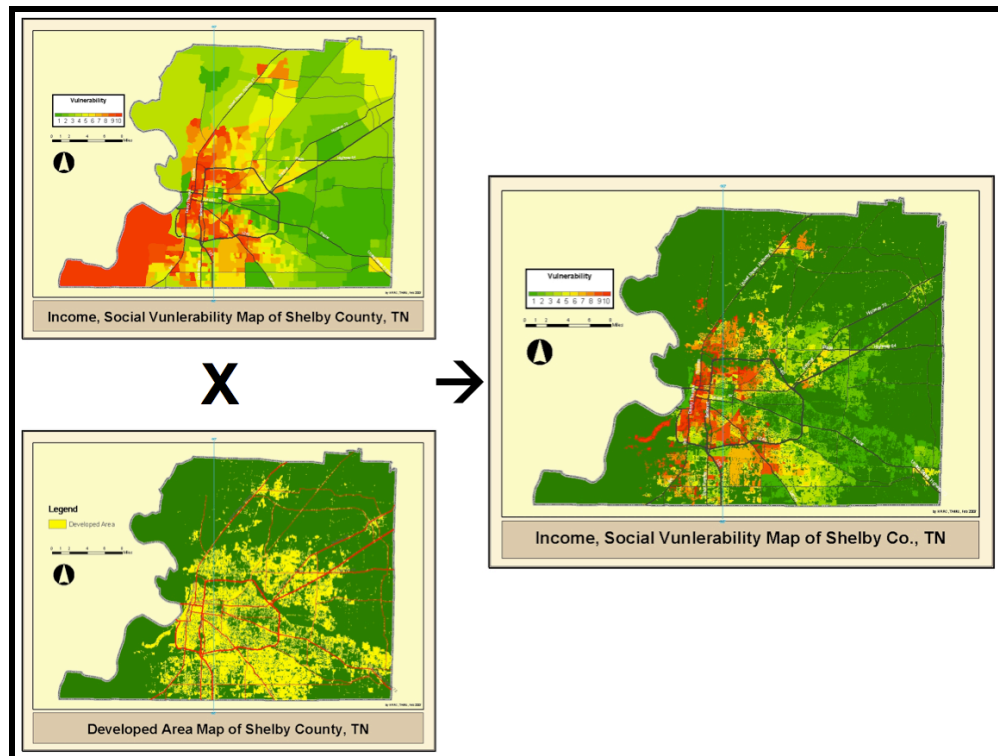 Vulnerability
1 2 3 4 5 6 7 8 9 10
Miles
Income, Social Vunlerability Map of Shelby County, TN
X
Legend
Developed Area
Developed Area Map of Shelby County, TN
Vulnerability
1 2 3 4 5 6 7 8 9 10
Miles
Income, Social Vunlerability Map of Shelby Co., TN